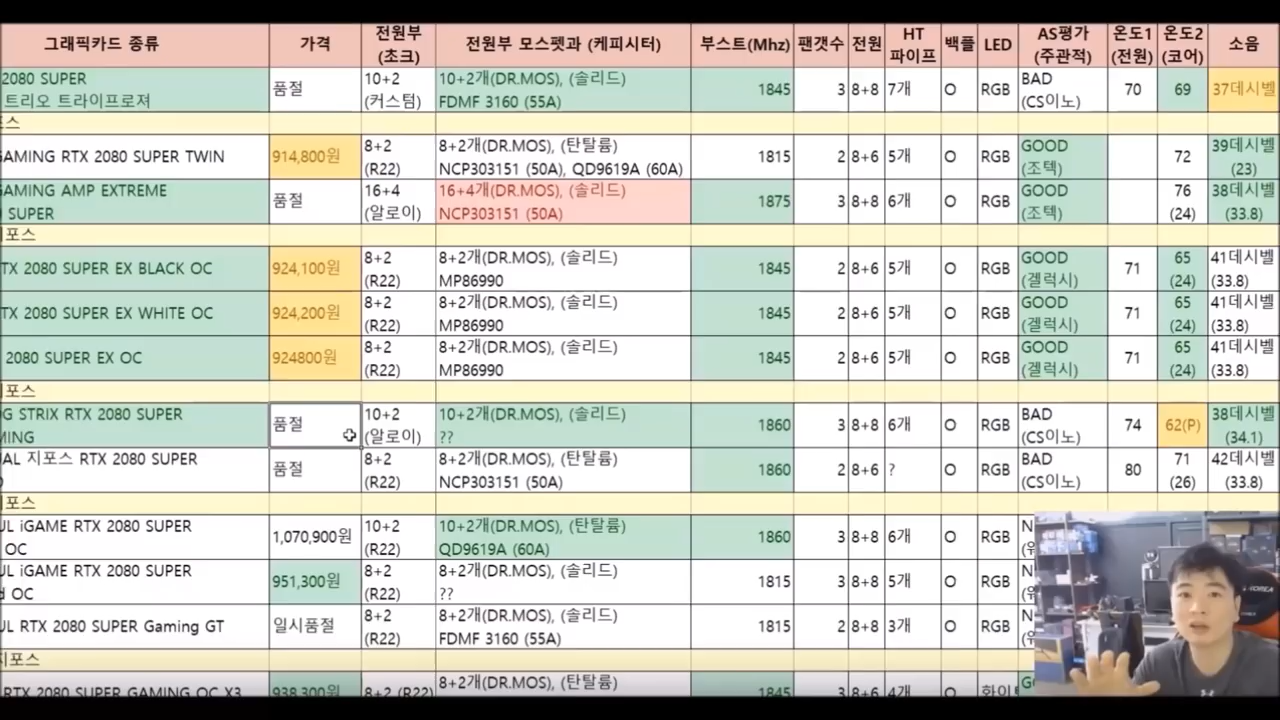 그래픽카드 종류 가격 전원부 (초크) 전원부 모스펫과 (케피시터) 부스트(Mhz) 팬갯수 전원 HT 파이프 백플 LED AS평가 (주관적) 온도1 (전원) 온도2 (코어) 소음
2080 SUPER 품절 10+2 10+2개(DR.MOS), (솔리드) 1845 3 8+8 7개 O RGB BAD 70 69 37데시벨
트리오 트라이프로져 (커스텀) FDMF 3160 (55A) (CS이노)
포스
GAMING RTX 2080 SUPER TWIN 914,800원 8+2 8+2개(DR.MOS), (탄탈륨) 1815 2 8+6 5개 O RGB GOOD 72 39데시벨
(R22) NCP303151 (50A), QD9619A (60A) (조텍) (23)
GAMING AMP EXTREME 품절 16+4 16+4개(DR.MOS), (솔리드) 1875 3 8+8 6개 O RGB GOOD 76 38데시벨
SUPER (알로이) NCP303151 (50A) (조텍) (24) (33.8)
지포스
TX 2080 SUPER EX BLACK OC 924,100원 8+2 8+2개(DR.MOS), (솔리드) 1845 2 8+6 5개 O RGB GOOD 71 65 41데시벨
(R22) MP86990 (겔럭시) (24) (33.8)
TX 2080 SUPER EX WHITE OC 924,200원 8+2 8+2개(DR.MOS), (솔리드) 1845 2 8+6 5개 O RGB GOOD 71 65 41데시벨
(R22) MP86990 (겔럭시) (24) (33.8)
2080 SUPER EX OC 924800원 8+2 8+2개(DR.MOS), (솔리드) 1845 2 8+6 5개 O RGB GOOD 71 65 41데시벨
(R22) MP86990 (겔럭시) (24) (33.8)
지포스
G STRIX RTX 2080 SUPER 품절 10+2 10+2개(DR.MOS), (솔리드) 1860 3 8+8 6개 O RGB BAD 74 62(P) 38데시벨
MING (알로이) ?? (CS이노) (34.1)
UAL 지포스 RTX 2080 SUPER 품절 8+2 8+2개(DR.MOS), (탄탈륨) 1860 2 8+6 ? O RGB BAD 80 71 42데시벨
(R22) NCP303151 (50A) (CS이노) (26) (33.8)
지포스
UL iGAME RTX 2080 SUPER 1,070,900원 10+2 10+2개(DR.MOS), (탄탈륨) 1860 3 8+8 6개 O RGB N
OC (R22) QD9619A (60A)
UL iGAME RTX 2080 SUPER 951,300원 8+2 8+2개(DR.MOS), (솔리드) 1815 3 8+8 5개 O RGB N
d OC (R22) ??
UL RTX 2080 SUPER Gaming GT 일시품절 8+2 8+2개(DR.MOS), (솔리드) 1815 2 8+8 3개 O RGB N
(R22) FDMF 3160 (55A)
지포스
RTX 2080 SUPER GAMING OC X3 938,300원 8+2 (R22) 8+2개(DR.MOS), (탄탈륨) 1845 3 8+6 4개 O 화이